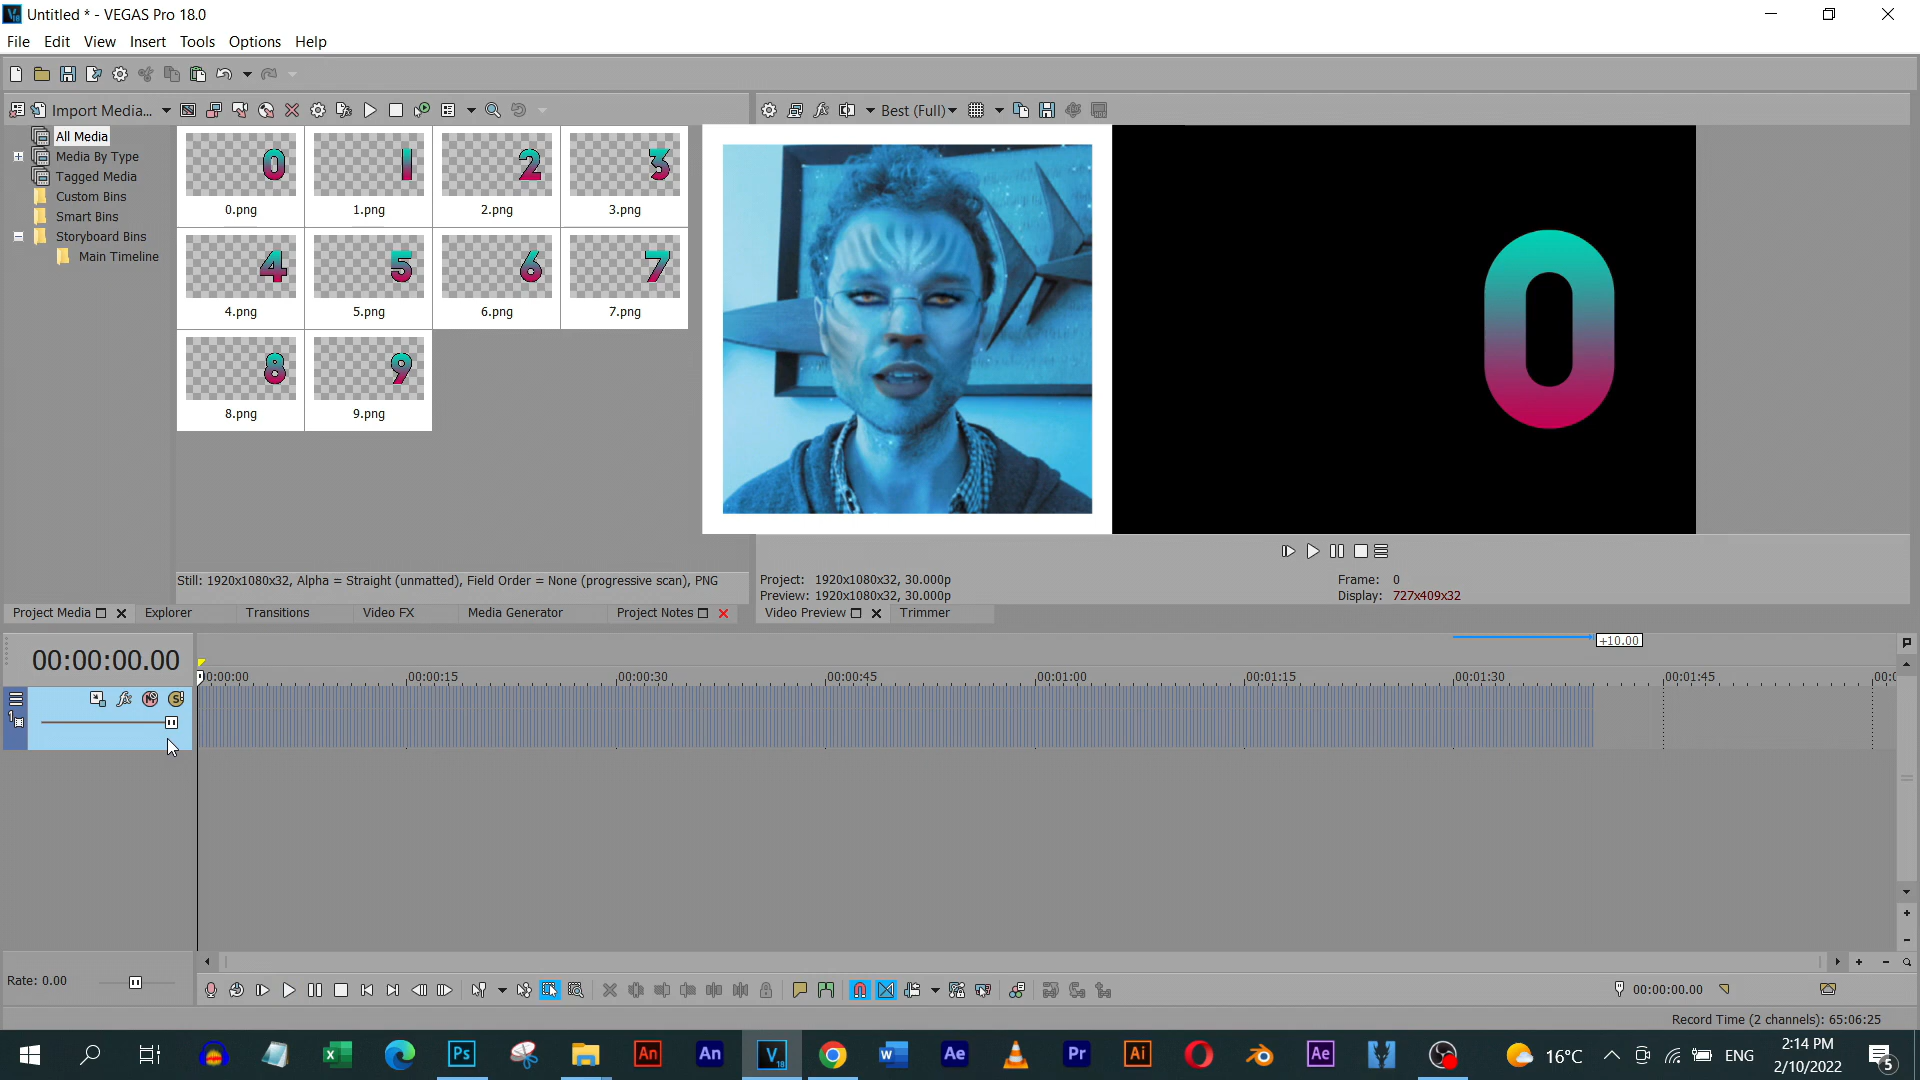 Untitled * - VEGAS Pro 18.0
File Edit View Insert Tools Options Help
Import Media...
Best (Full)
All Media
Media By Type
Tagged Media
Custom Bins
Smart Bins
Storyboard Bins
Main Timeline
0 1 2 3
0.png 1.png 2.png 3.png
4 5 6 7
4.png 5.png 6.png 7.png
8 9
8.png 9.png
0
Still: 1920x1080x32, Alpha = Straight (unmatted), Field Order = None (progressive scan), PNG
Project: 1920x1080x32, 30.000p
Preview: 1920x1080x32, 30.000p
Frame: 0
Display: 727x409x32
Project Media Explorer Transitions Video FX Media Generator Project Notes
Video Preview Trimmer
+10.00
00:00:00.00
00:00:15 00:00:30 00:00:45 00:01:00 00:01:15 00:01:30 00:01:45
1
Rate: 0.00
00:00:00.00
Record Time (2 channels): 65:06:25
Ps An An V 18 Ae Pr Ai Ae
16°C
ENG
2:14 PM
2/10/2022
5